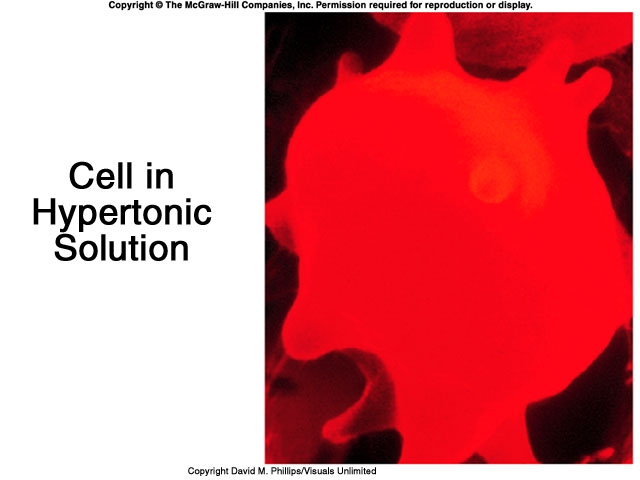 Copyright © The McGraw-Hill Companies, Inc. Permission required for reproduction or display.
Cell in
Hypertonic
Solution
Copyright David M. Phillips/Visuals Unlimited